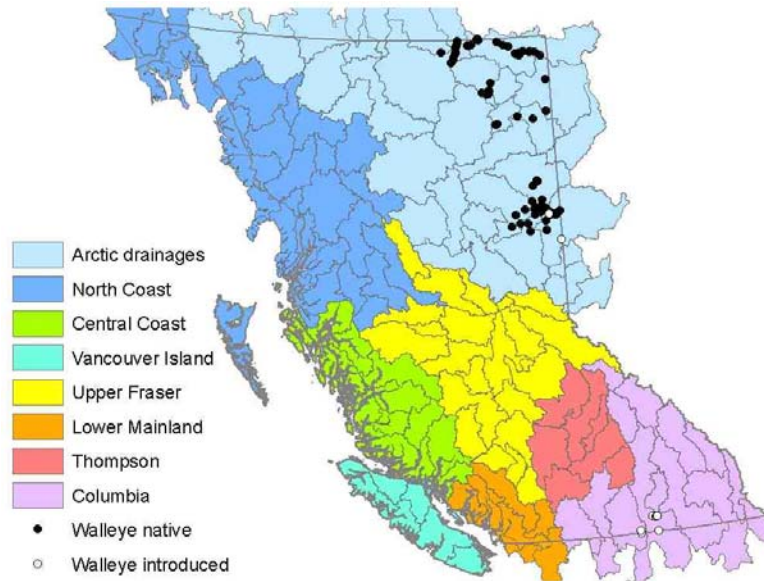 Arctic drainages
North Coast
Central Coast
Vancouver Island
Upper Fraser
Lower Mainland
Thompson
Columbia
Walleye native
Walleye introduced